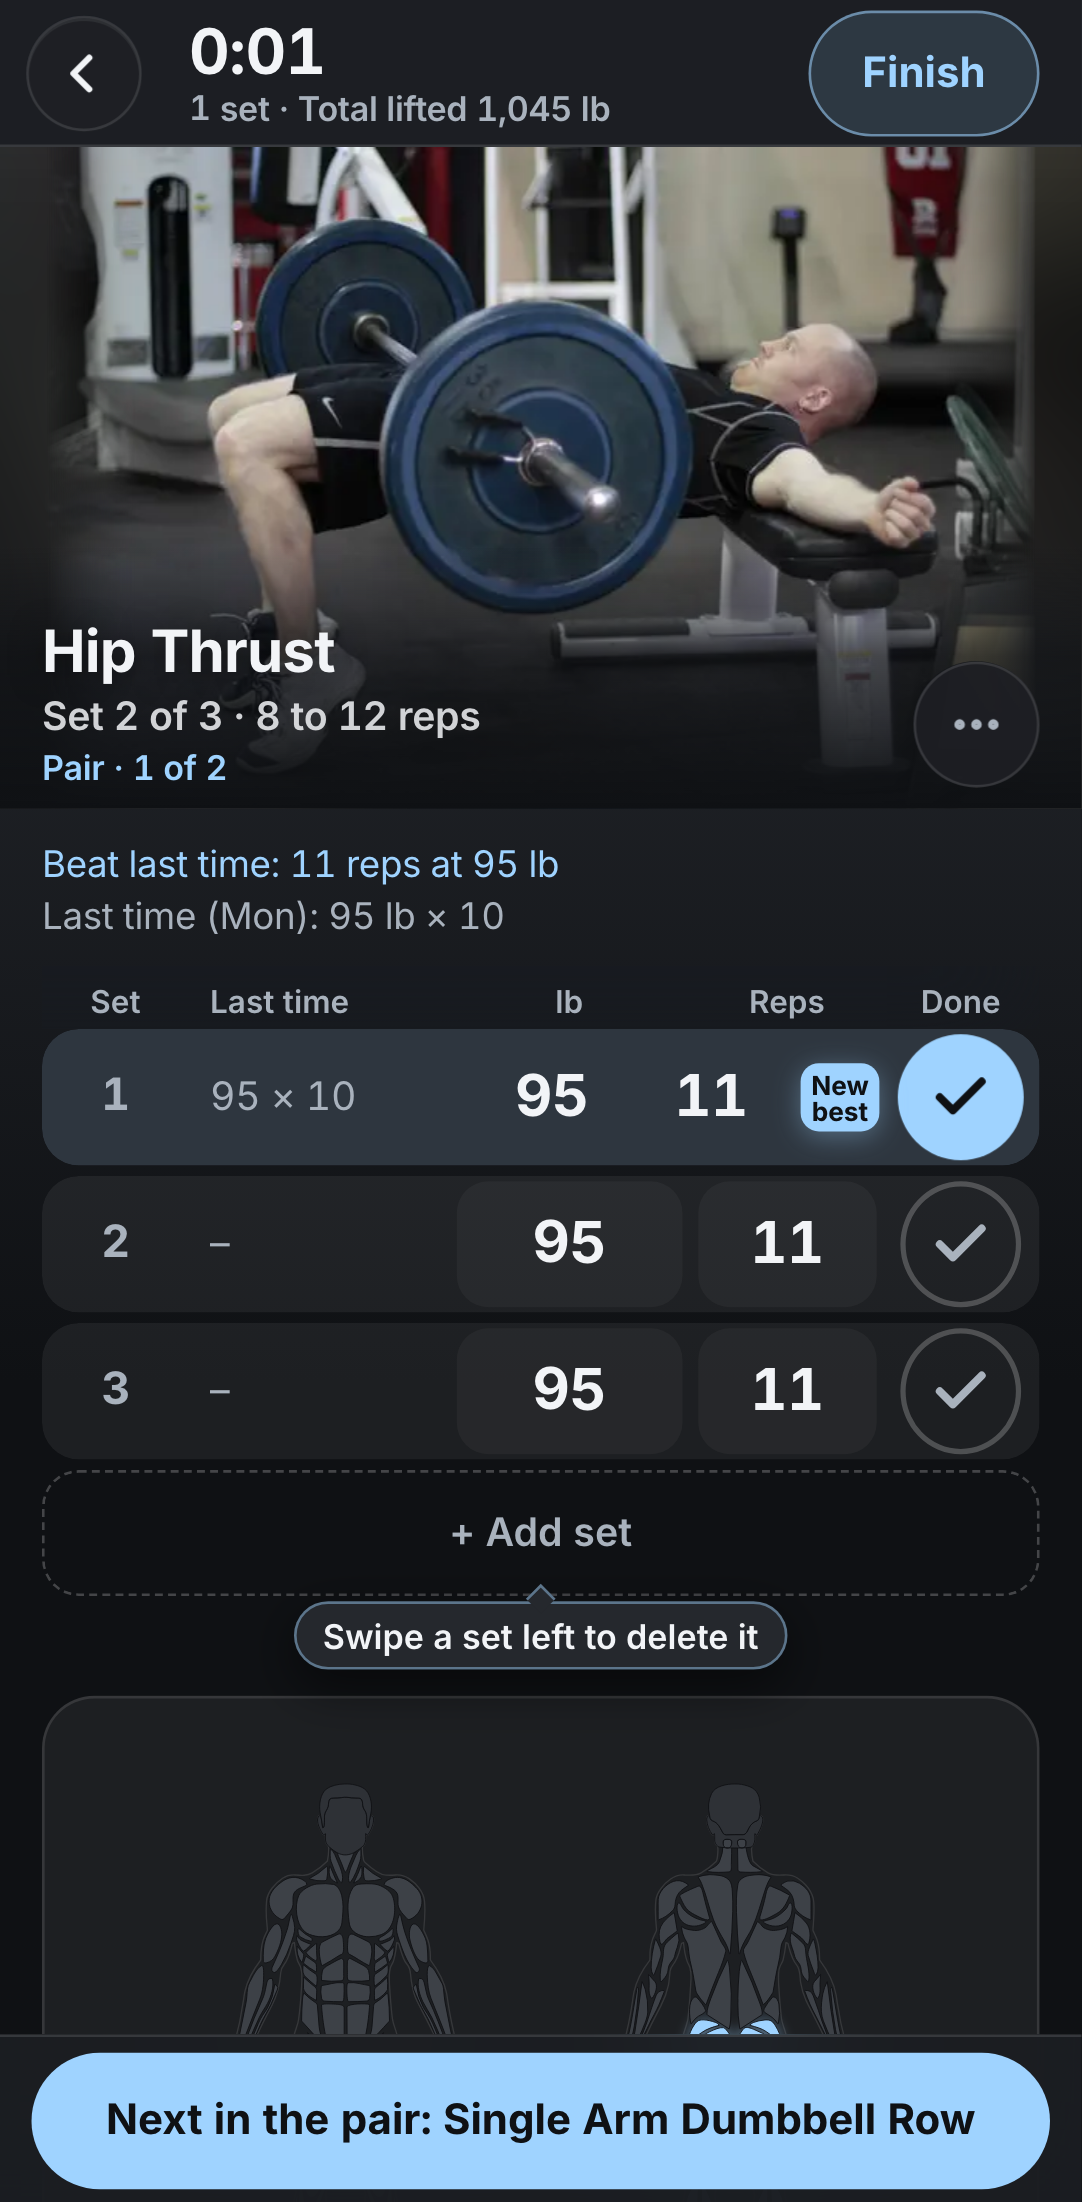 0:01
1 set · Total lifted 1,045 lb
Finish
R
35
Hip Thrust
Set 2 of 3 · 8 to 12 reps
Pair · 1 of 2
Beat last time: 11 reps at 95 lb
Last time (Mon): 95 lb × 10
Set Last time lb Reps Done
1 95 × 10 95 11 New best
2 – 95 11
3 – 95 11
+ Add set
Swipe a set left to delete it
Next in the pair: Single Arm Dumbbell Row